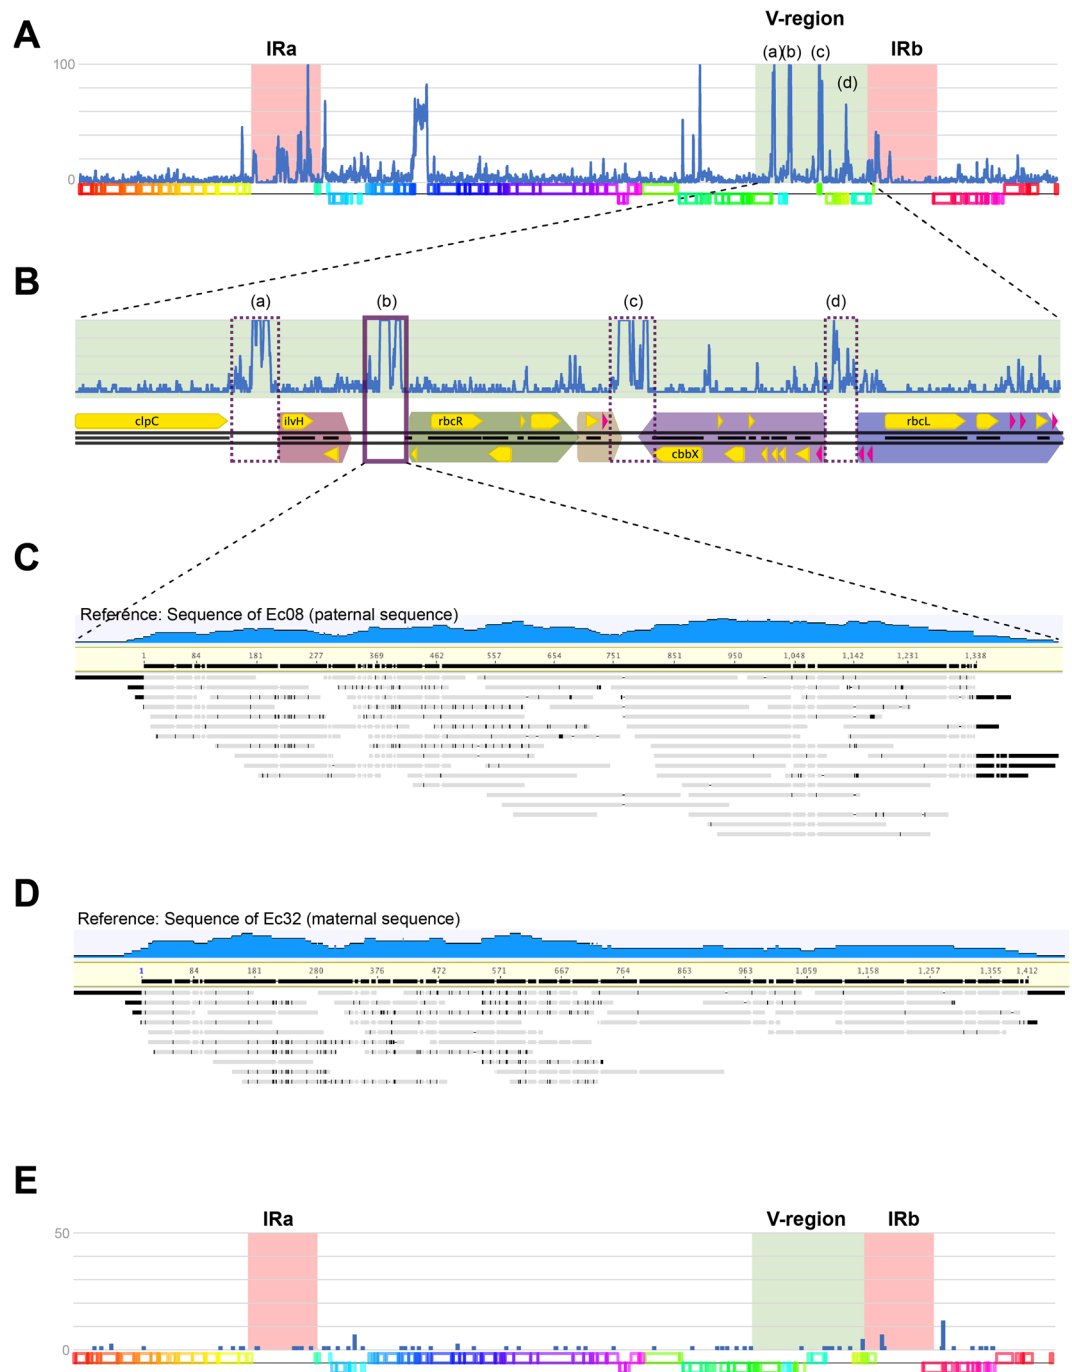 A
V-region
IRa
(a)
(b)
(c)
IRb
(d)
100
0
B
(a)
(b)
(c)
(d)
clpC
ilvH
rbcR
rbcL
cbbX
C
Reference: Sequence of Ec08 (paternal sequence)
1 84 181 277 369 462 557 654 751 851 950 1,048 1,142 1,231 1,338
D
Reference: Sequence of Ec32 (maternal sequence)
1 84 181 280 376 472 571 667 764 863 963 1,059 1,158 1,257 1,355 1,412
E
IRa
V-region
IRb
50
0